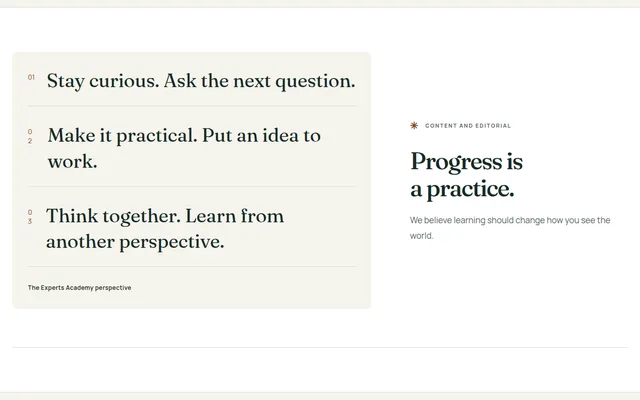 01 Stay curious. Ask the next question.
0
2
Make it practical. Put an idea to
work.
0
3
Think together. Learn from
another perspective.
The Experts Academy perspective
CONTENT AND EDITORIAL
Progress is
a practice.
We believe learning should change how you see the
world.